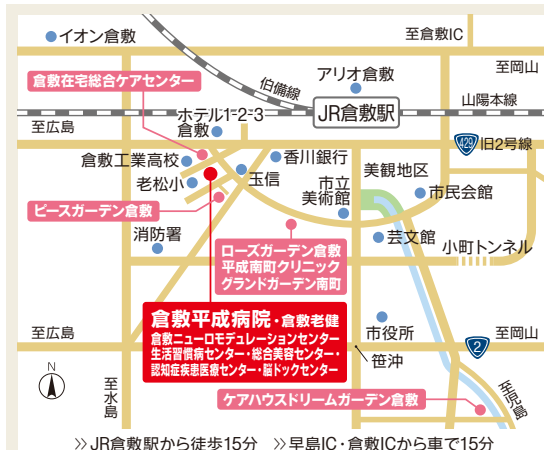 イオン倉敷
至倉敷IC
至岡山
倉敷在宅総合ケアセンター
伯備線
アリオ倉敷
JR倉敷駅
山陽本線
ホテル1-2-3
倉敷
至広島
429
旧2号線
倉敷工業高校
香川銀行
美観地区
老松小
玉信
市立
美術館
市民会館
ピースガーデン倉敷
消防署
ローズガーデン倉敷
平成南町クリニック
グランドガーデン南町
芸文館
小町トンネル
倉敷平成病院・倉敷老健
倉敷ニューロモデュレーションセンター
生活習慣病センター・総合美容センター・
認知症疾患医療センター・脳ドックセンター
至広島
市役所
至岡山
2
笹沖
N
至水島
ケアハウスドリームガーデン倉敷
至児島
≫JR倉敷駅から徒歩15分 ≫早島IC・倉敷ICから車で15分